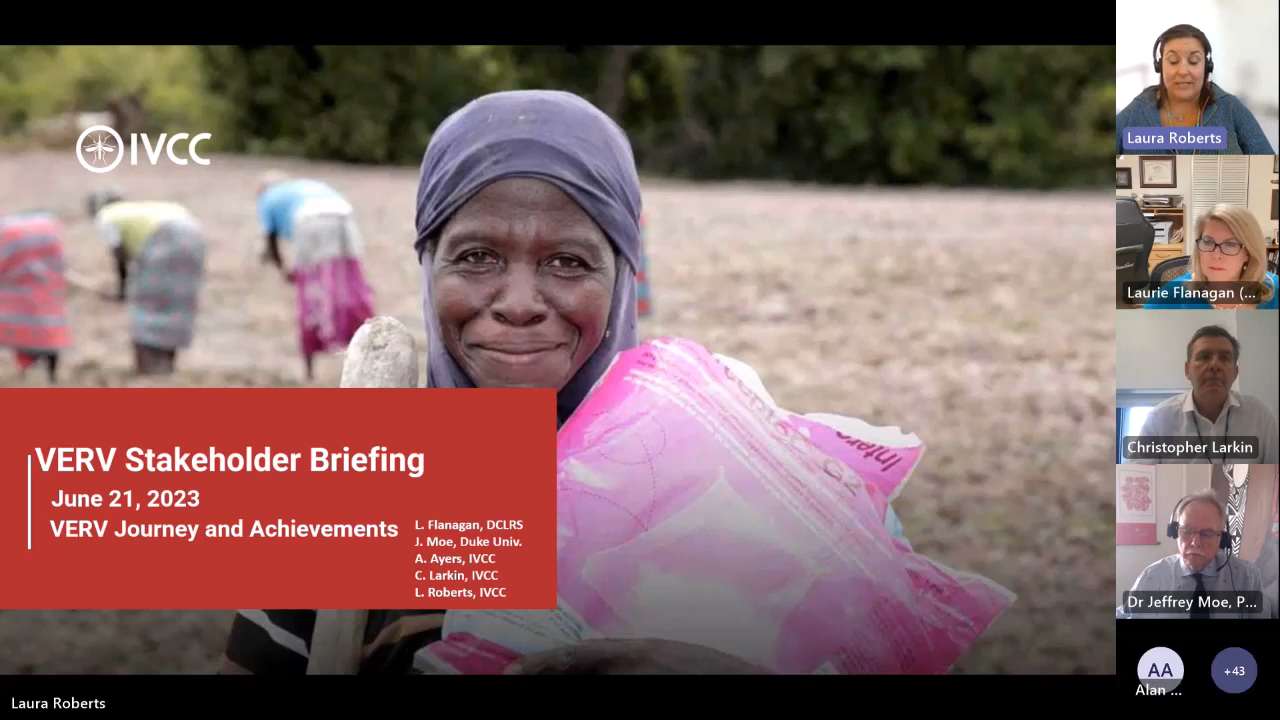 IVCC
VERV Stakeholder Briefing
June 21, 2023
VERV Journey and Achievements
L. Flanagan, DCLRS
J. Moe, Duke Univ.
A. Ayers, IVCC
C. Larkin, IVCC
L. Roberts, IVCC
Laura Roberts
Laurie Flanagan (...
Christopher Larkin
Dr Jeffrey Moe, P...
AA
Alan ...
+43
Laura Roberts